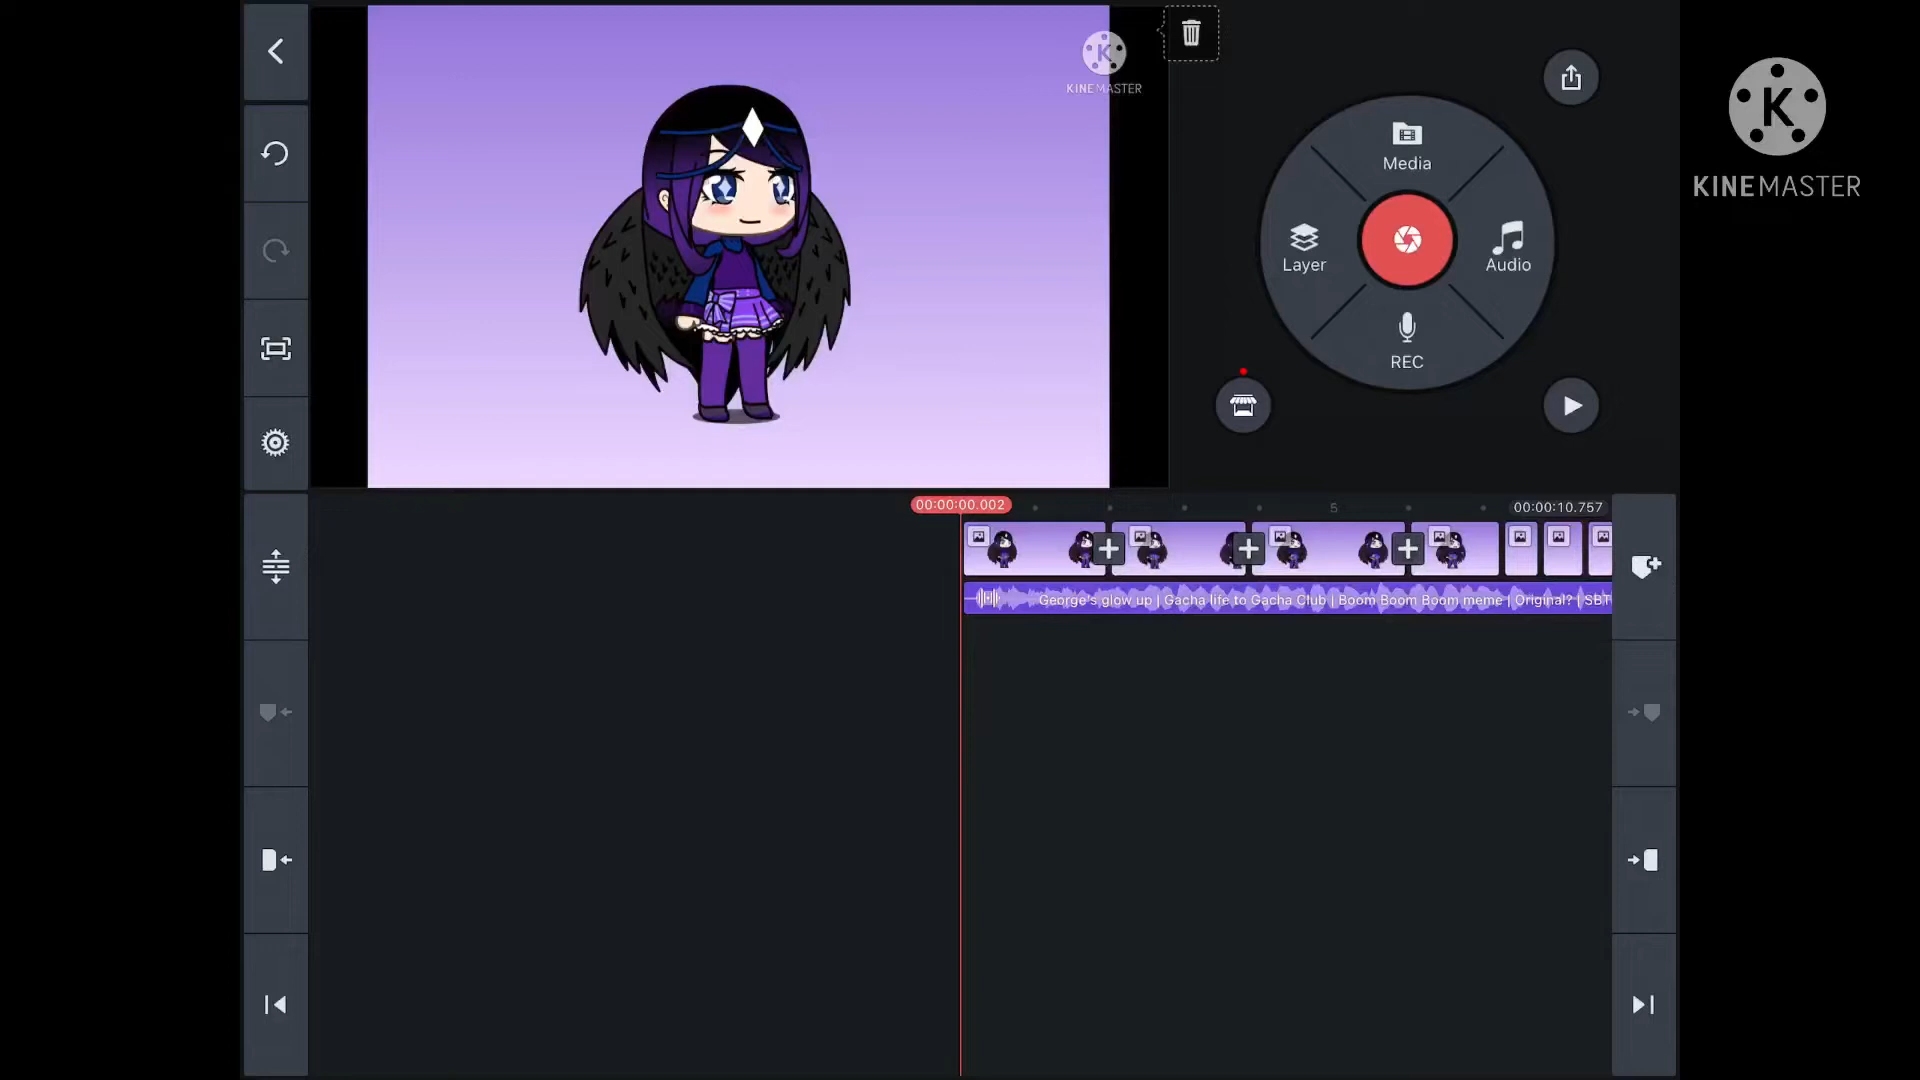 K
KINEMASTER
K
KINEMASTER
Media
Layer
Audio
REC
00:00:00.002
5
00:00:10.757
George's glow up | Gacha life to Gacha Club | Boom Boom Boom meme | Original? | SBT